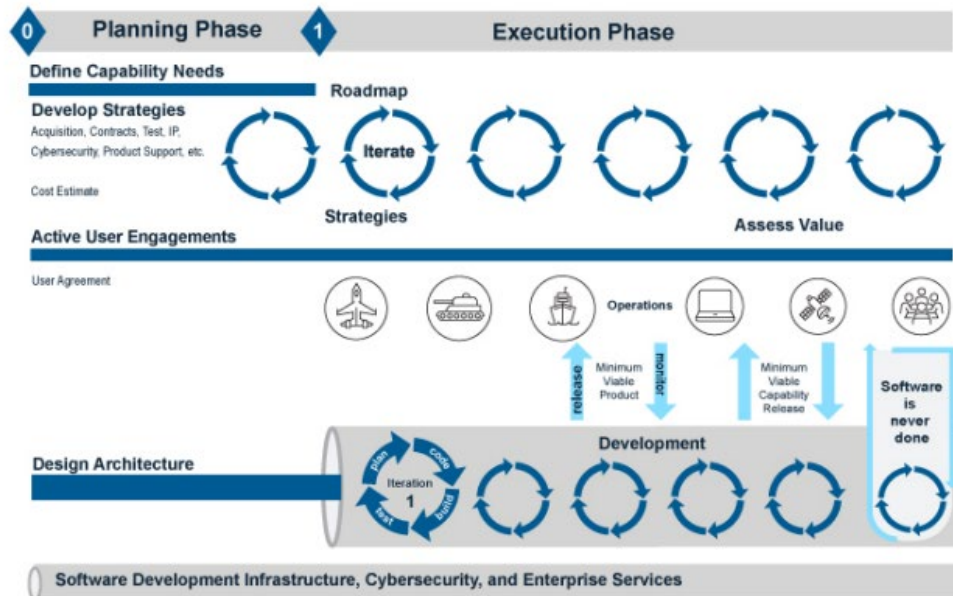 0
Planning Phase
1
Execution Phase
Define Capability Needs
Roadmap
Develop Strategies
Acquisition, Contracts, Test, IP,
Cybersecurity, Product Support, etc.
Iterate
Cost Estimate
Strategies
Assess Value
Active User Engagements
User Agreement
Operations
release
Minimum
Viable
Product
monitor
Minimum
Viable
Capability
Release
Software
is
never
done
Development
Design Architecture
plan
code
build
test
Iteration
1
Software Development Infrastructure, Cybersecurity, and Enterprise Services